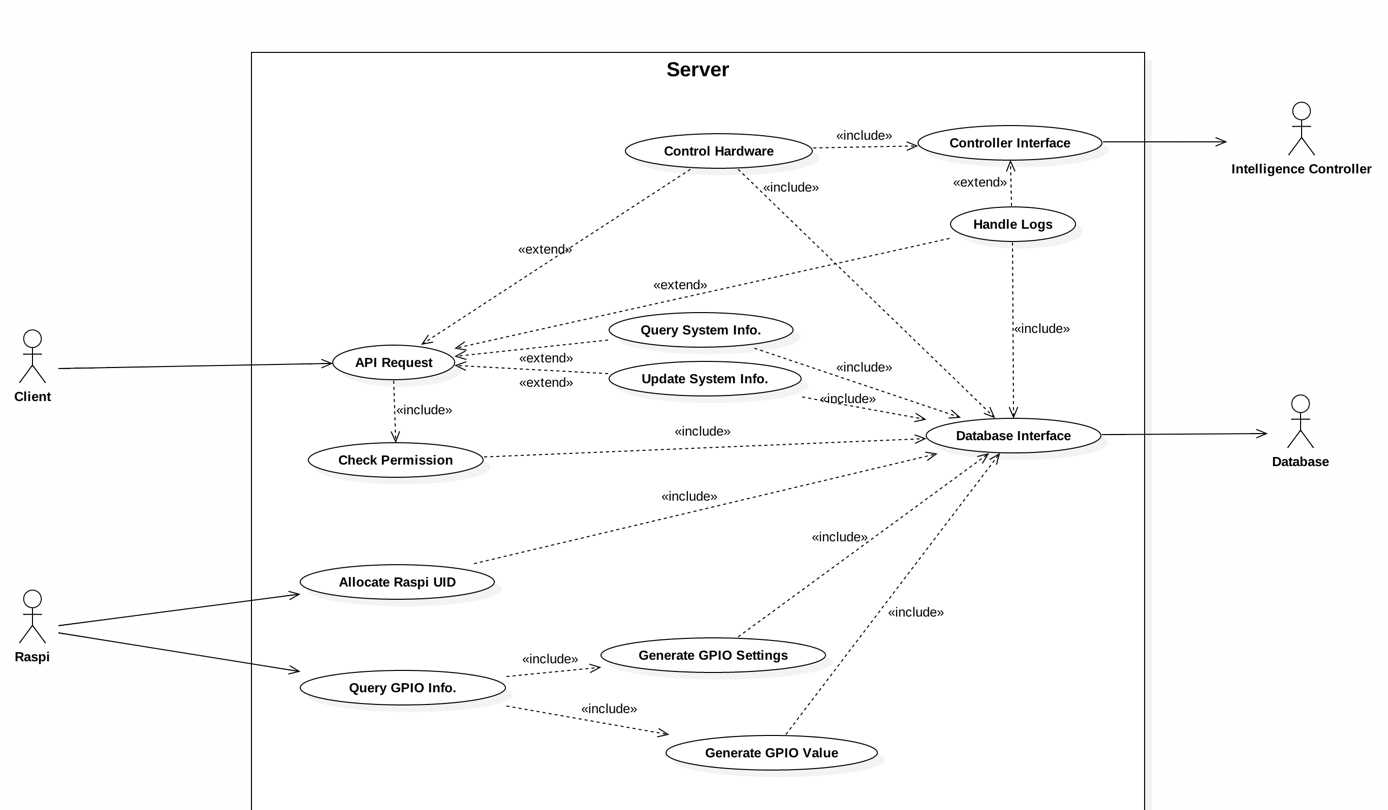 Server
Control Hardware
«include»
Controller Interface
Intelligence Controller
«include»
«extend»
Handle Logs
«extend»
«extend»
Query System Info.
«include»
Client
API Request
«extend»
«include»
Update System Info.
«extend»
«include»
«include»
«include»
Database Interface
Database
Check Permission
«include»
«include»
Allocate Raspi UID
«include»
Raspi
«include»
Generate GPIO Settings
Query GPIO Info.
«include»
Generate GPIO Value